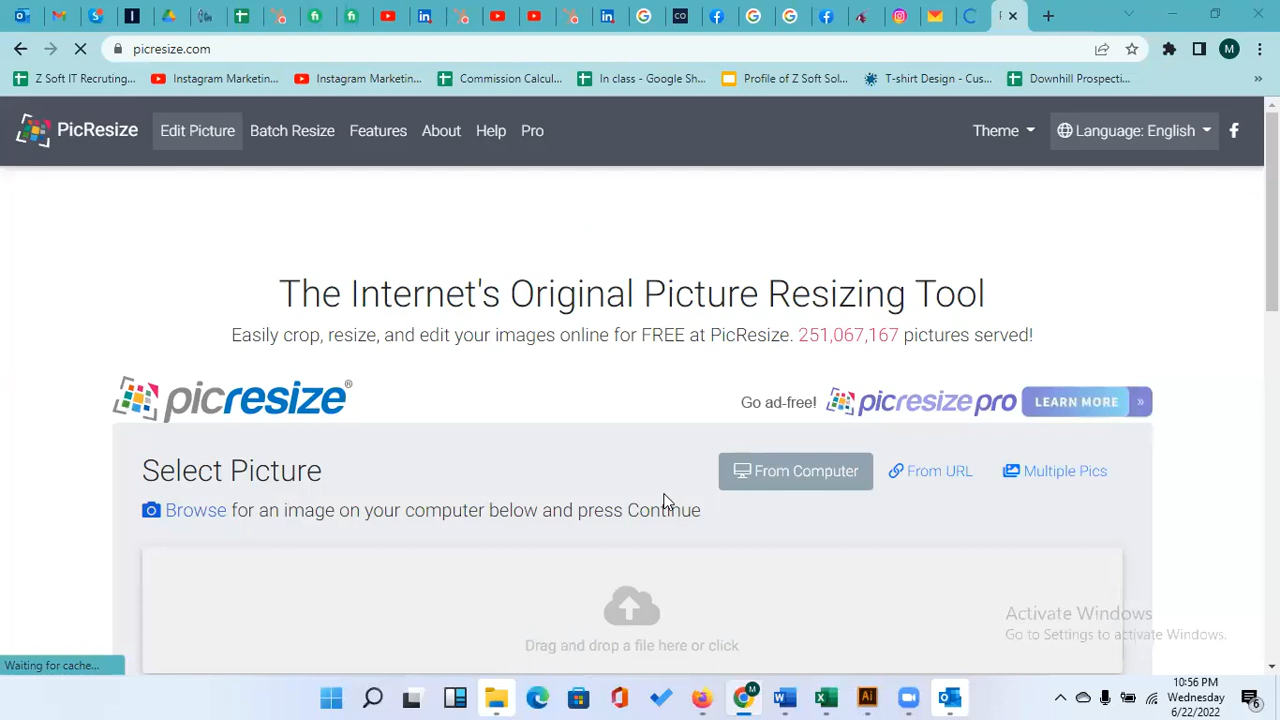 picresize.com
Z Soft IT Recruting...
Instagram Marketin...
Instagram Marketin...
Commission Calcul...
In class - Google Sh...
Profile of Z Soft Sol...
T-shirt Design - Cus...
Downhill Prospecti...
»
PicResize
Edit Picture
Batch Resize
Features
About
Help
Pro
Theme
Language: English
The Internet's Original Picture Resizing Tool
Easily crop, resize, and edit your images online for FREE at PicResize. 251,067,167 pictures served!
picresize®
Go ad-free! picresize pro LEARN MORE »
Select Picture
From Computer
From URL
Multiple Pics
Browse for an image on your computer below and press Continue
Drag and drop a file here or click
Activate Windows
Go to Settings to activate Windows.
Waiting for cache...
10:56 PM
Wednesday
6/22/2022
6